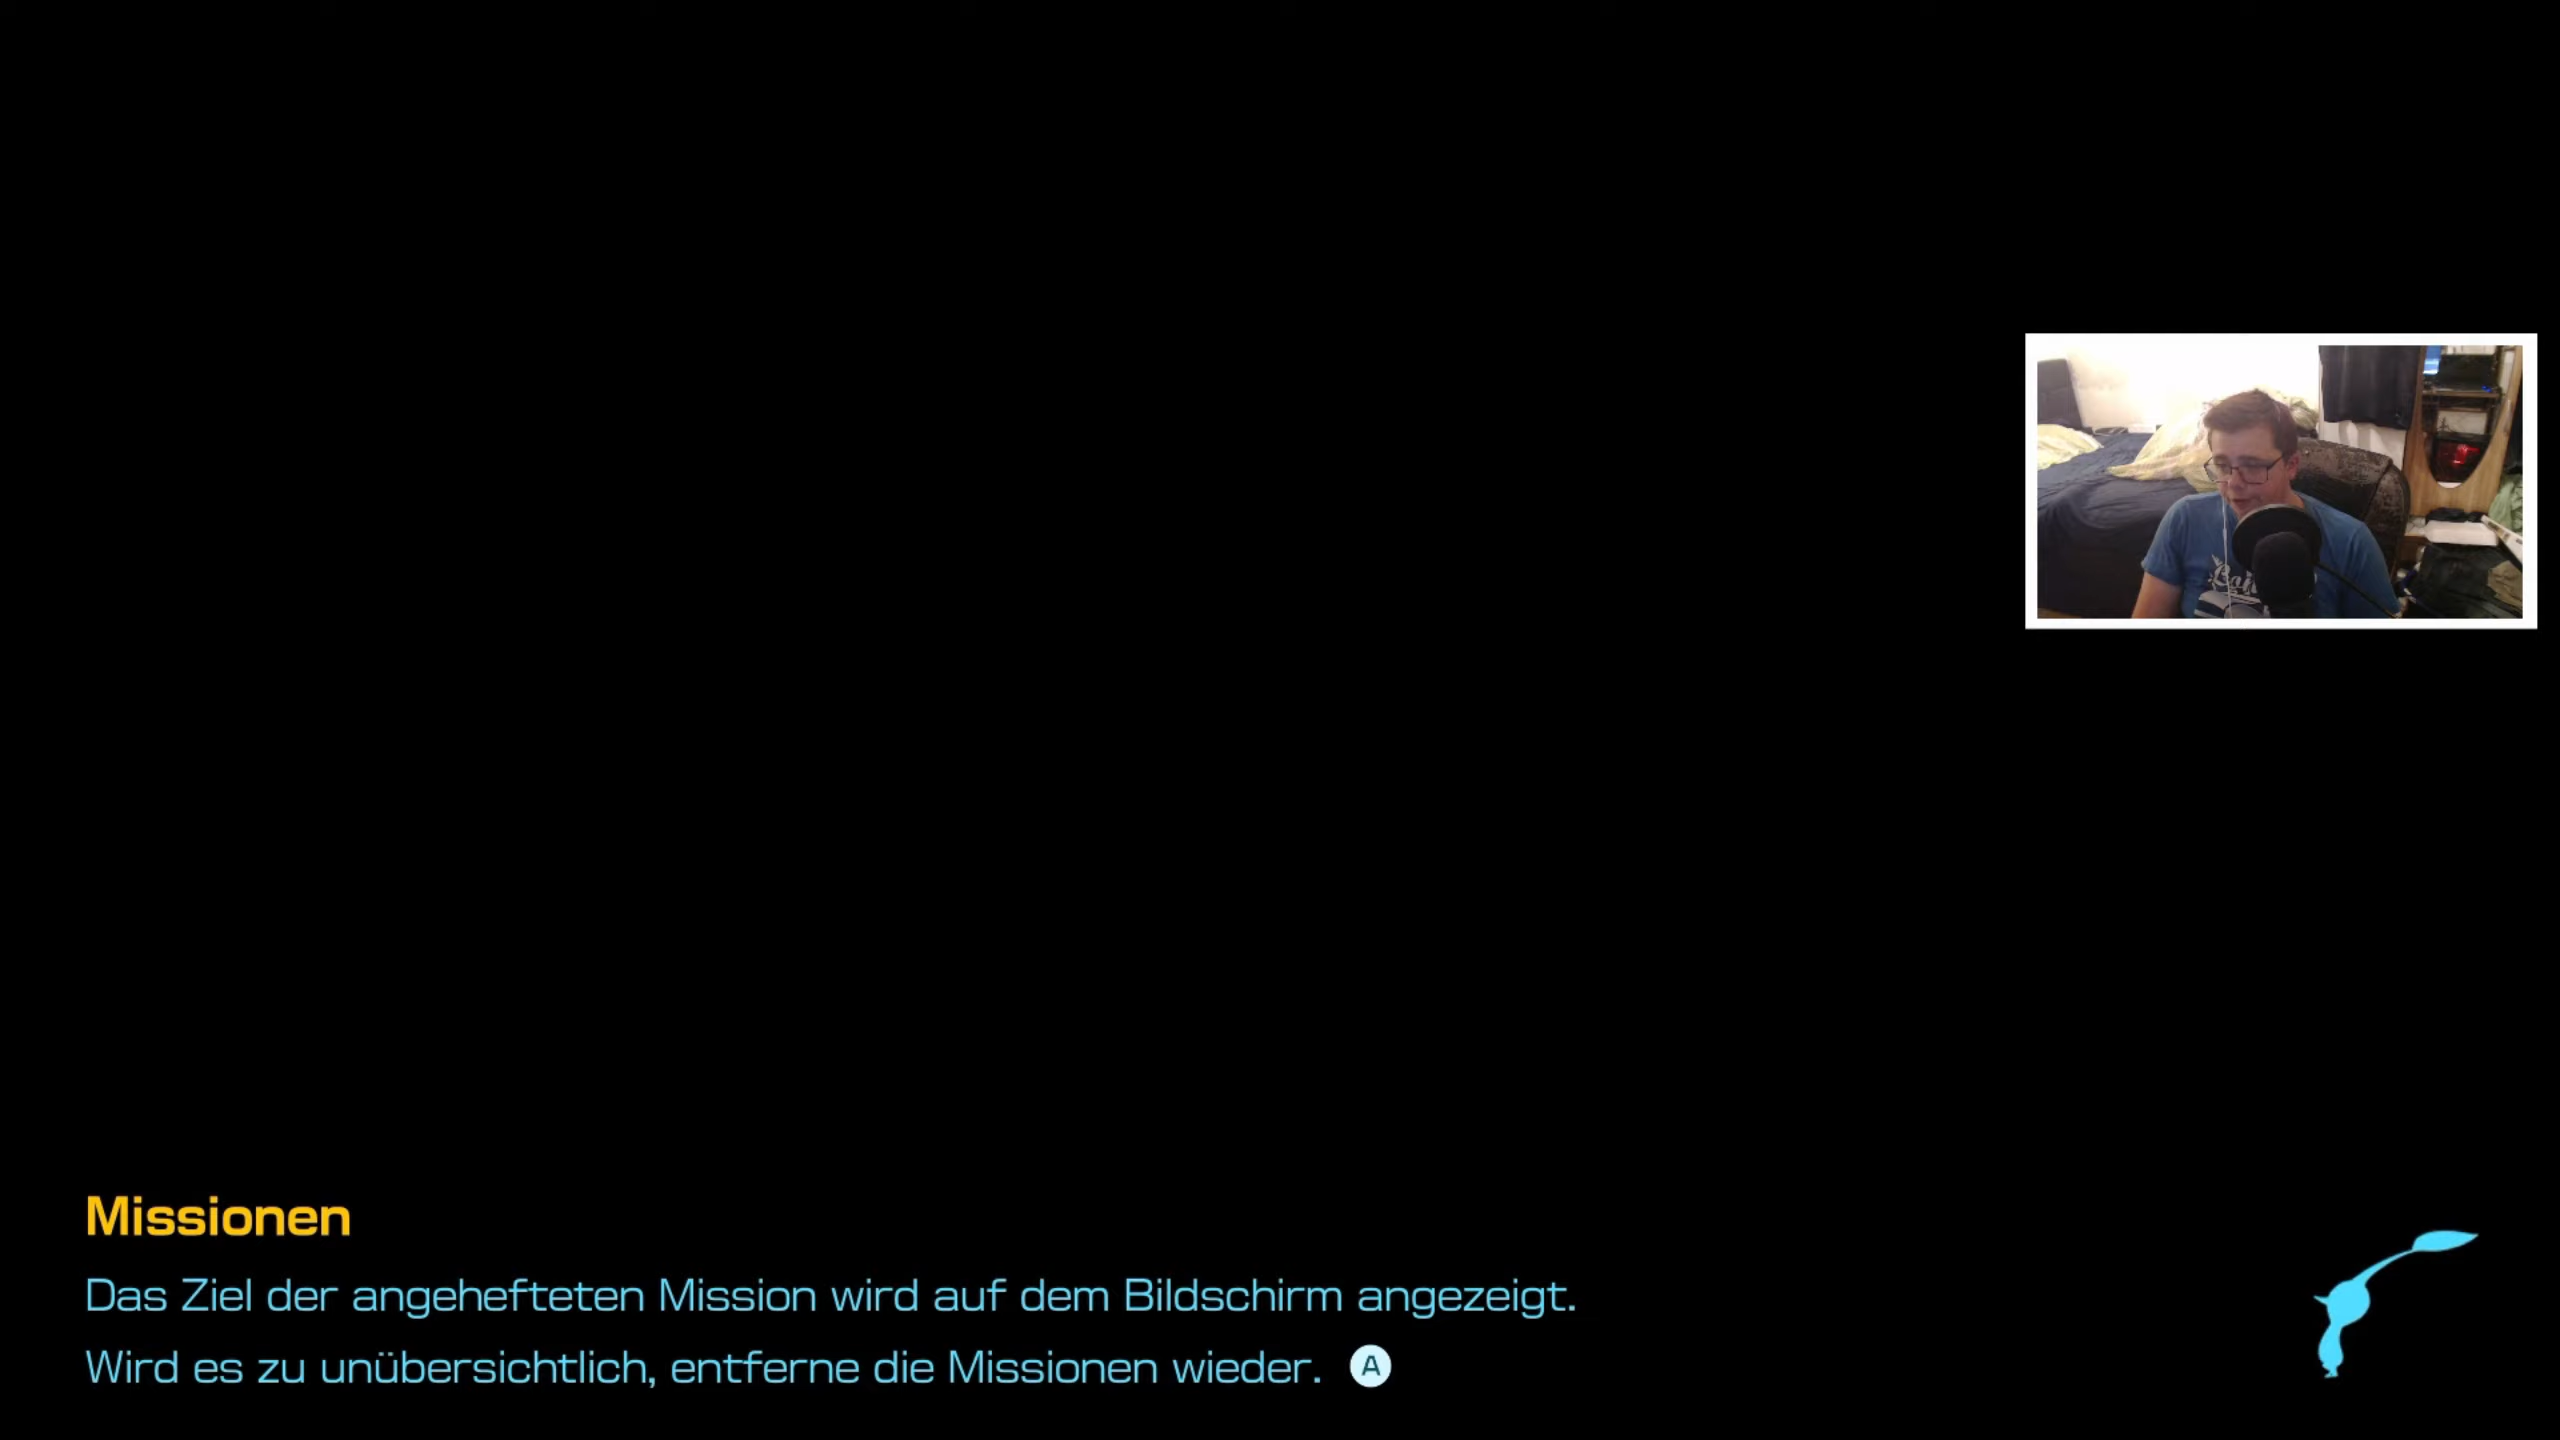 Missionen
Das Ziel der angehefteten Mission wird auf dem Bildschirm angezeigt.
Wird es zu unübersichtlich, entferne die Missionen wieder. A